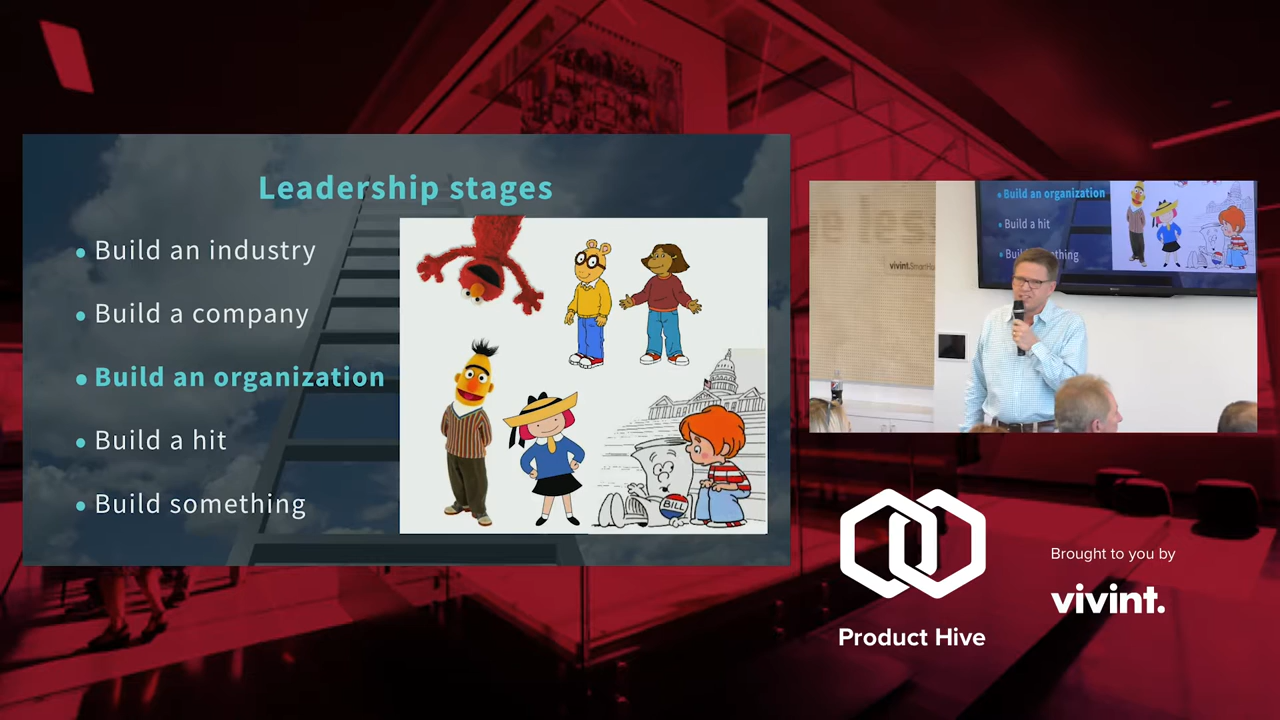 Leadership stages
Build an industry
Build a company
Build an organization
Build a hit
Build something
BILL
Build an organization
Build a hit
vivint.SmartHo
Product Hive
Brought to you by
vivint.